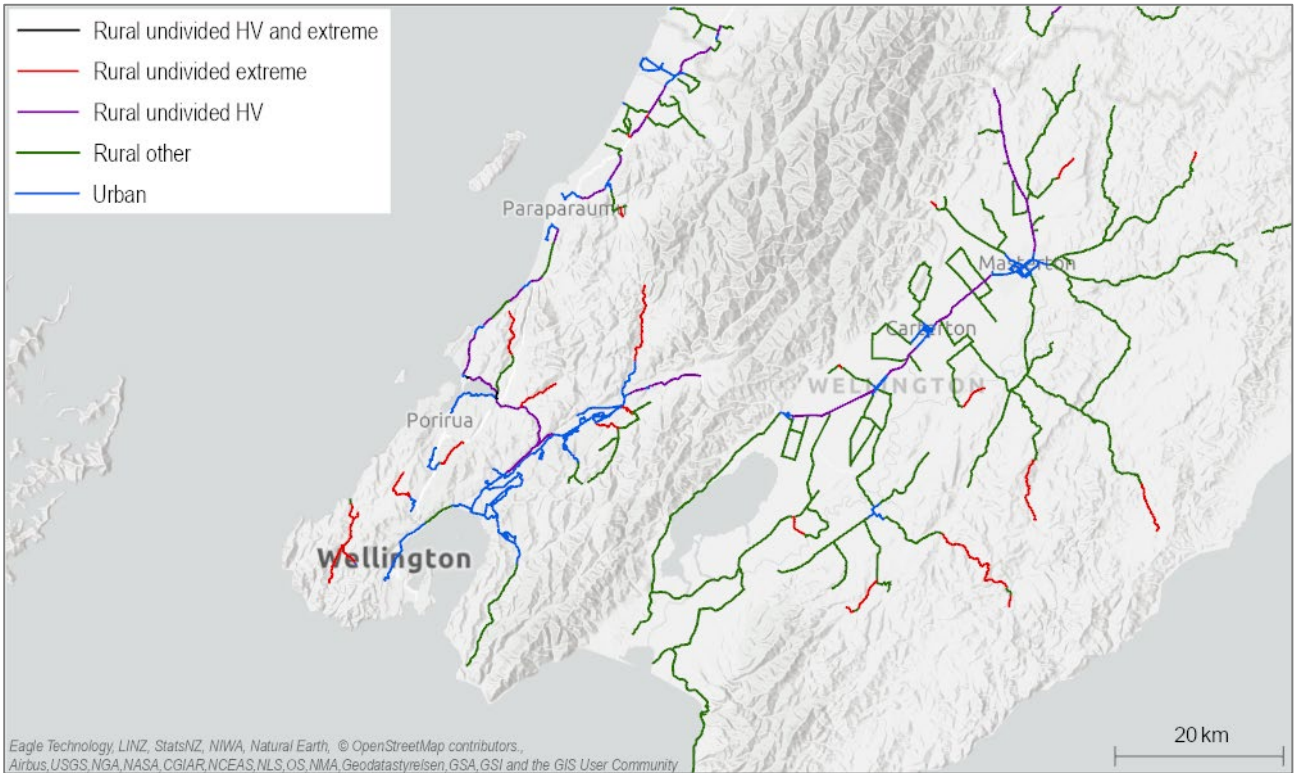 Rural undivided HV and extreme
Rural undivided extreme
Rural undivided HV
Rural other
Urban
Paraparaumu
Masterton
Carterton
WELLINGTON
Porirua
Wellington
20 km
Eagle Technology, LINZ, StatsNZ, NIWA, Natural Earth, © OpenStreetMap contributors.,
Airbus,USGS,NGA,NASA,CGIAR,NCEAS,NLS,OS,NMA,Geodatastyrelsen,GSA,GSI and the GIS User Community